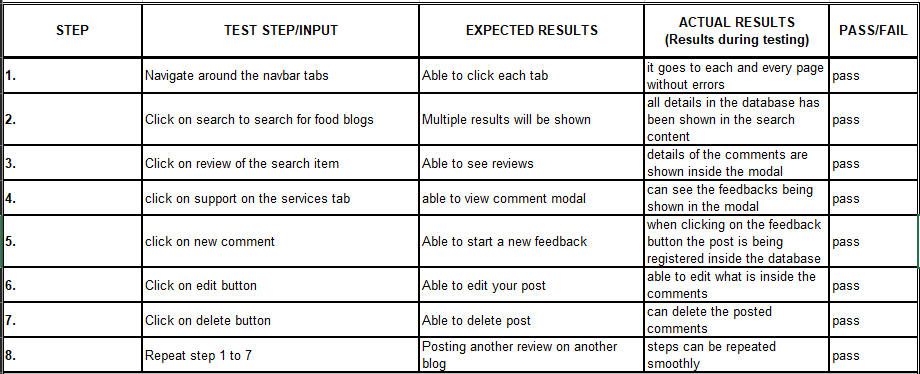 STEP TEST STEP/INPUT EXPECTED RESULTS ACTUAL RESULTS
(Results during testing) PASS/FAIL
1. Navigate around the navbar tabs Able to click each tab it goes to each and every page
without errors pass
2. Click on search to search for food blogs Multiple results will be shown all details in the database has
been shown in the search
content pass
3. Click on review of the search item Able to see reviews details of the comments are
shown inside the modal pass
4. click on support on the services tab able to view comment modal can see the feedbacks being
shown in the modal pass
5. click on new comment Able to start a new feedback when clicking on the feedback
button the post is being
registered inside the database pass
6. Click on edit button Able to edit your post able to edit what is inside the
comments pass
7. Click on delete button Able to delete post can delete the posted
comments pass
8. Repeat step 1 to 7 Posting another review on another
blog steps can be repeated
smoothly pass